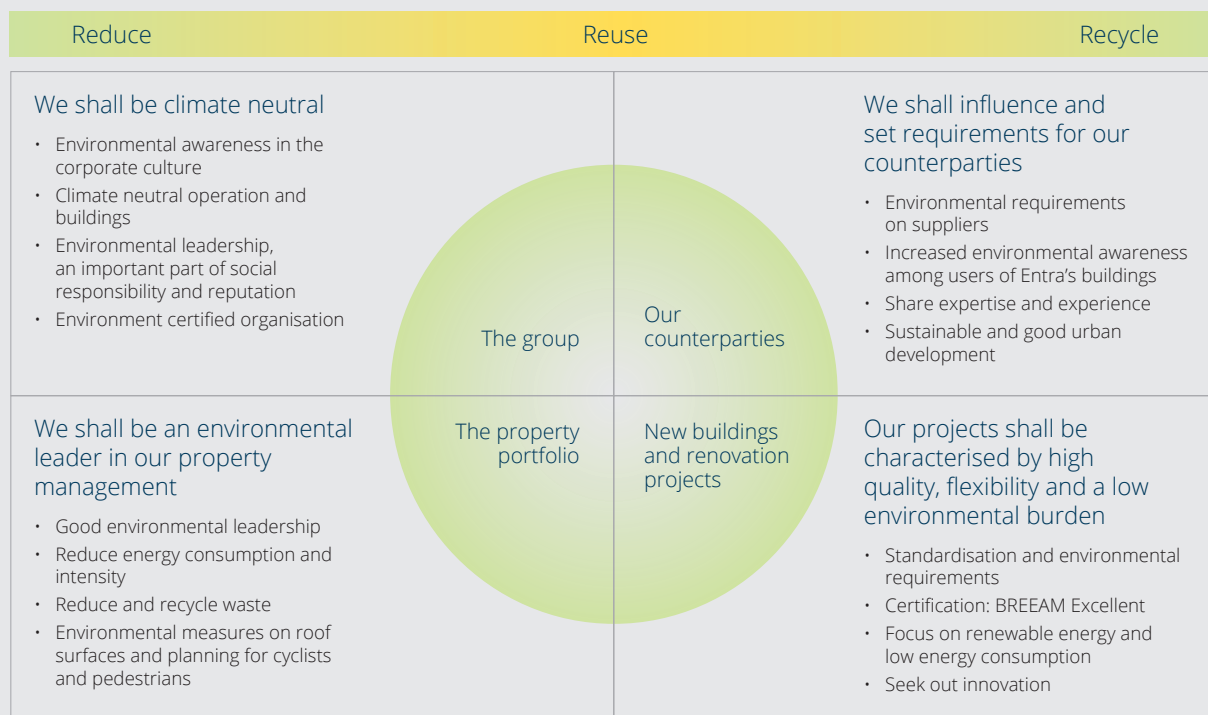 Reduce
Reuse
Recycle
We shall be climate neutral
• Environmental awareness in the
corporate culture
• Climate neutral operation and
buildings
• Environmental leadership,
an important part of social
responsibility and reputation
• Environment certified organisation
The group
Our
counterparties
We shall influence and
set requirements for our
counterparties
• Environmental requirements
on suppliers
• Increased environmental awareness
among users of Entra’s buildings
• Share expertise and experience
• Sustainable and good urban
development
We shall be an environmental
leader in our property
management
• Good environmental leadership
• Reduce energy consumption and
intensity
• Reduce and recycle waste
• Environmental measures on roof
surfaces and planning for cyclists
and pedestrians
The property
portfolio
New buildings
and renovation
projects
Our projects shall be
characterised by high
quality, flexibility and a low
environmental burden
• Standardisation and environmental
requirements
• Certification: BREEAM Excellent
• Focus on renewable energy and
low energy consumption
• Seek out innovation